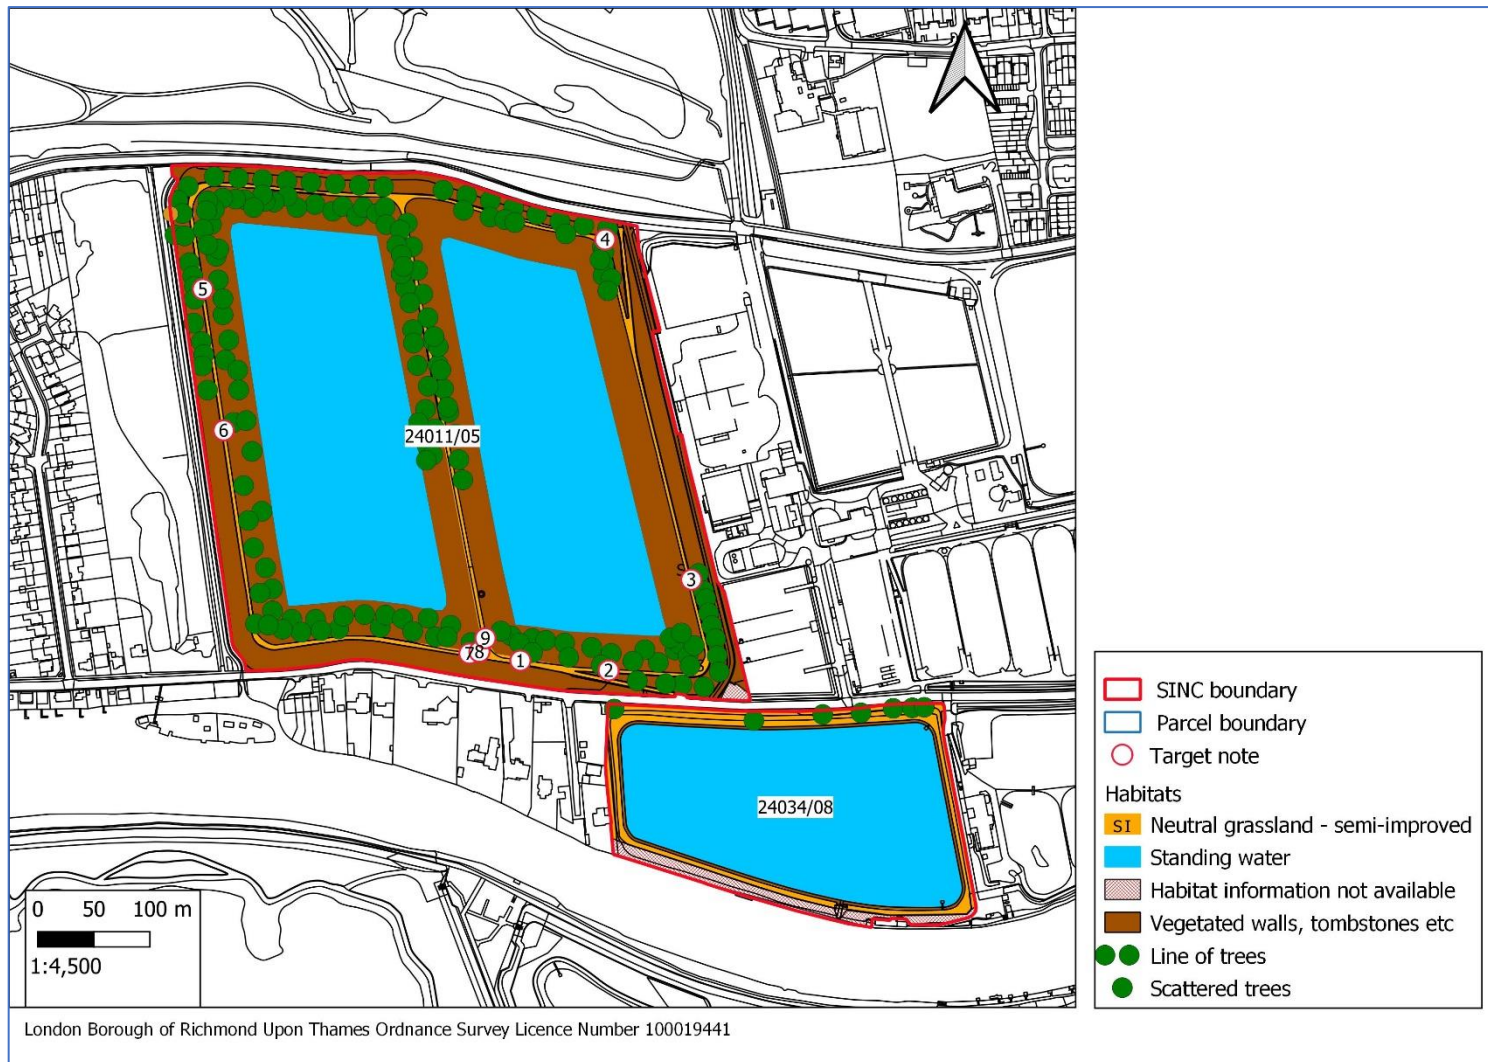 4
5
6
24011/05
S
3
9
7
8
1
2
24034/08
0 50 100 m
1:4,500
SINC boundary
Parcel boundary
Target note
Habitats
SI Neutral grassland - semi-improved
Standing water
Habitat information not available
Vegetated walls, tombstones etc
Line of trees
Scattered trees
London Borough of Richmond Upon Thames Ordnance Survey Licence Number 100019441